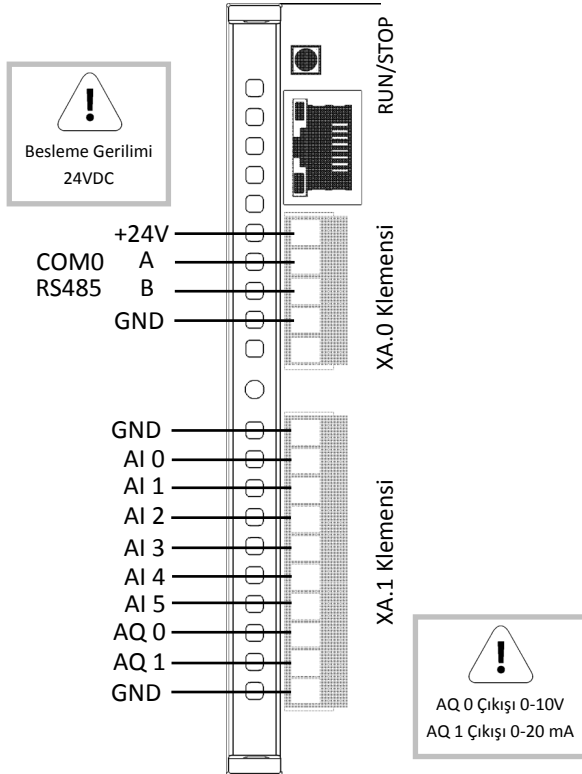 RUN/STOP
!
Besleme Gerilimi
24VDC
+24V
COM0 A
RS485 B
GND
XA.0 Klemensi
GND
AI 0
AI 1
AI 2
AI 3
AI 4
AI 5
AQ 0
AQ 1
GND
XA.1 Klemensi
!
AQ 0 Çıkışı 0-10V
AQ 1 Çıkışı 0-20 mA